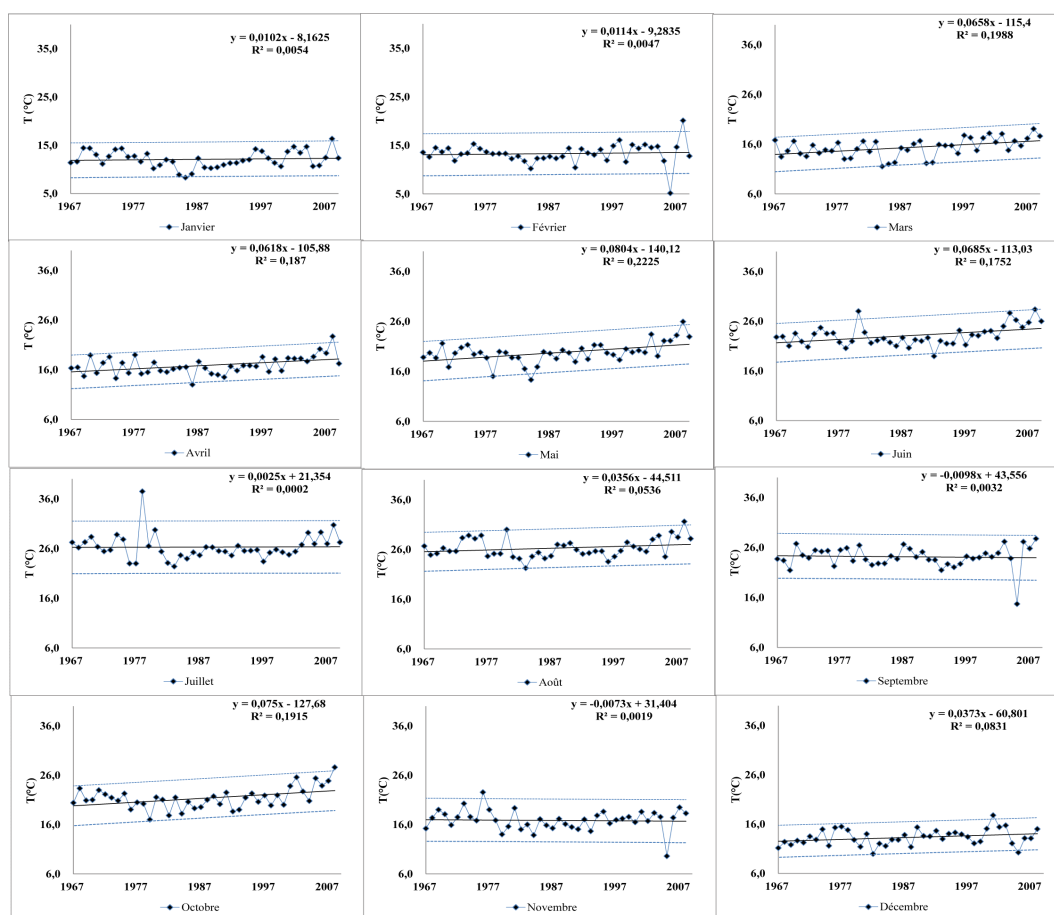 y = 0,0102x - 8,1625
R² = 0,0054
T (°C)
35,0
25,0
15,0
5,0
1967 1977 1987 1997 2007
Janvier
y = 0,0114x - 9,2835
R² = 0,0047
T (°C)
35,0
25,0
15,0
5,0
1967 1977 1987 1997 2007
Février
y = 0,0658x - 115,4
R² = 0,1988
T (°C)
36,0
26,0
16,0
6,0
1967 1977 1987 1997 2007
Mars
y = 0,0618x - 105,88
R² = 0,187
T (°C)
36,0
26,0
16,0
6,0
1967 1977 1987 1997 2007
Avril
y = 0,0804x - 140,12
R² = 0,2225
T (°C)
36,0
26,0
16,0
6,0
1967 1977 1987 1997 2007
Mai
y = 0,0685x - 113,03
R² = 0,1752
T (°C)
36,0
26,0
16,0
6,0
1967 1977 1987 1997 2007
Juin
y = 0,0025x + 21,354
R² = 0,0002
T (°C)
36,0
26,0
16,0
6,0
1967 1977 1987 1997 2007
Juillet
y = 0,0356x - 44,511
R² = 0,0536
T(°C)
36,0
26,0
16,0
6,0
1967 1977 1987 1997 2007
Août
y = -0,0098x + 43,556
R² = 0,0032
T(°C)
36,0
26,0
16,0
6,0
1967 1977 1987 1997 2007
Septembre
y = 0,075x - 127,68
R² = 0,1915
T(°C)
36,0
26,0
16,0
6,0
1967 1977 1987 1997 2007
Octobre
y = -0,0073x + 31,404
R² = 0,0019
T(°C)
36,0
26,0
16,0
6,0
1967 1977 1987 1997 2007
Novembre
y = 0,0373x - 60,801
R² = 0,0831
T(°C)
36,0
26,0
16,0
6,0
1967 1977 1987 1997 2007
Décembre